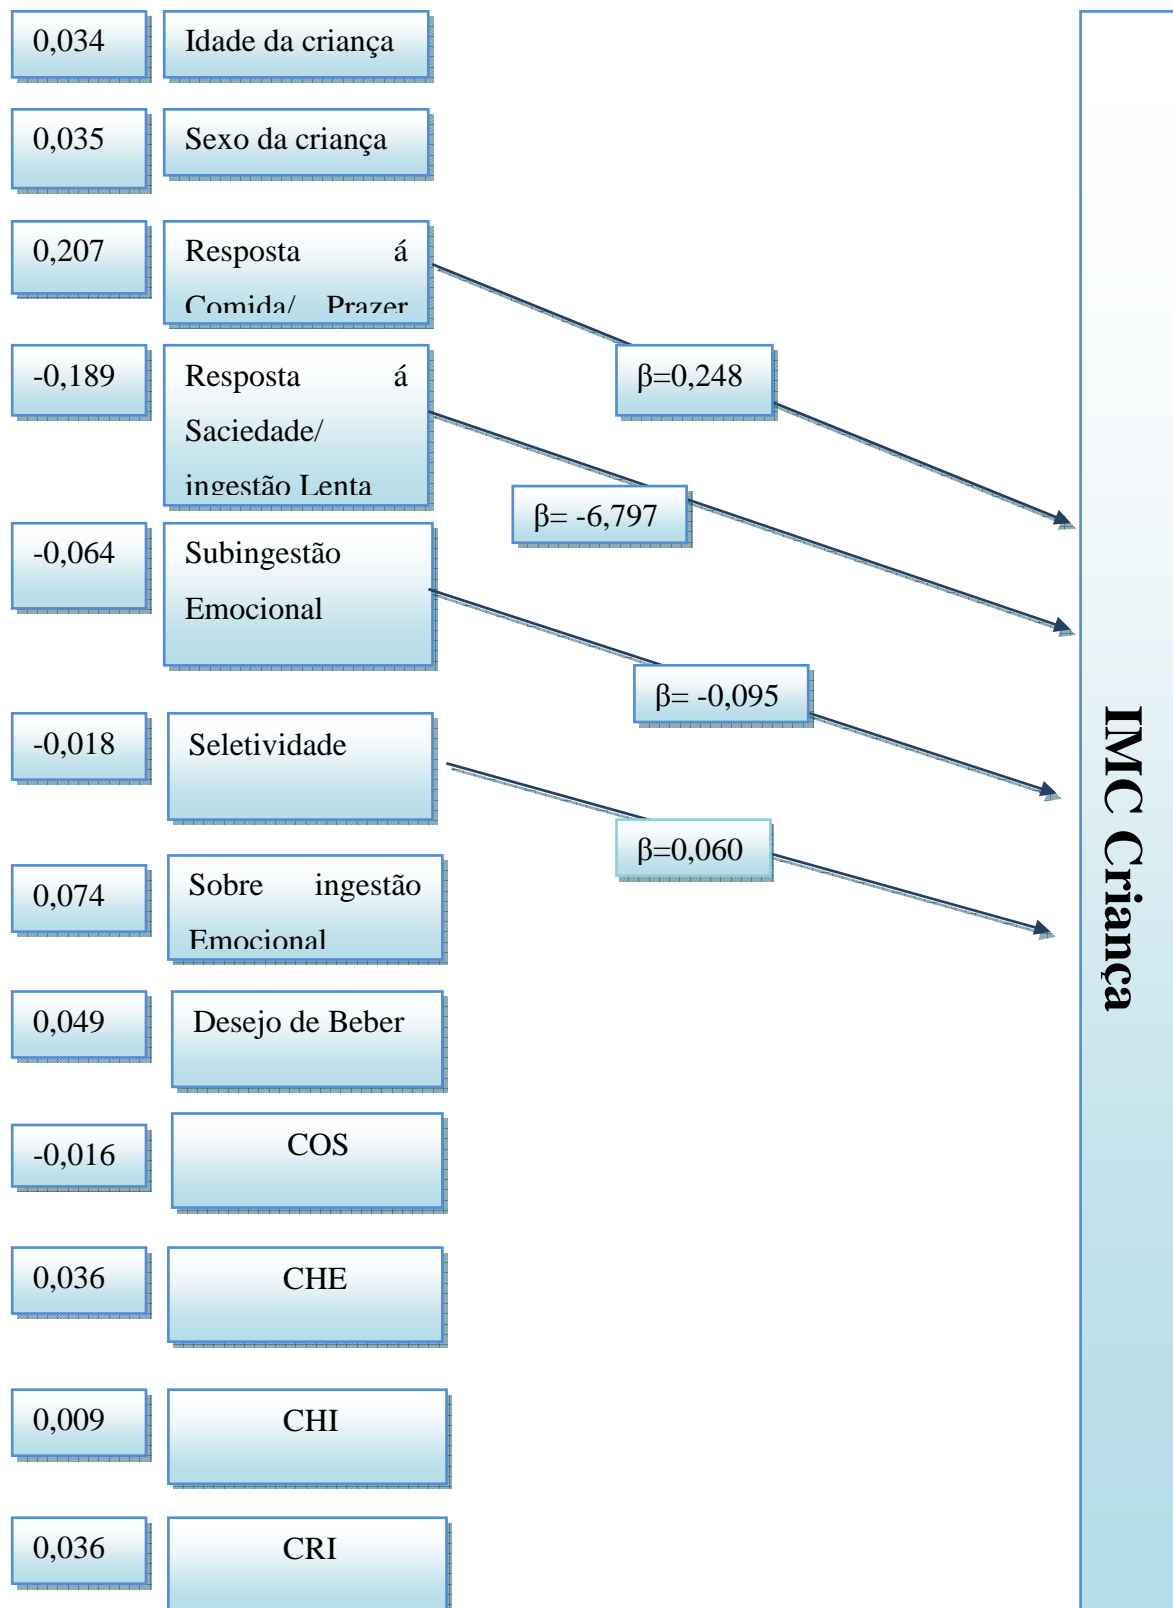 0,034 Idade da criança
0,035 Sexo da criança
0,207 Resposta á
Comida/ Prazer
-0,189 Resposta á
Saciedade/
ingestão Lenta
β=0,248
β= -6,797
-0,064 Subingestão
Emocional
β= -0,095
-0,018 Seletividade
β=0,060
0,074 Sobre ingestão
Emocional
0,049 Desejo de Beber
-0,016 COS
0,036 CHE
0,009 CHI
0,036 CRI
IMC Criança